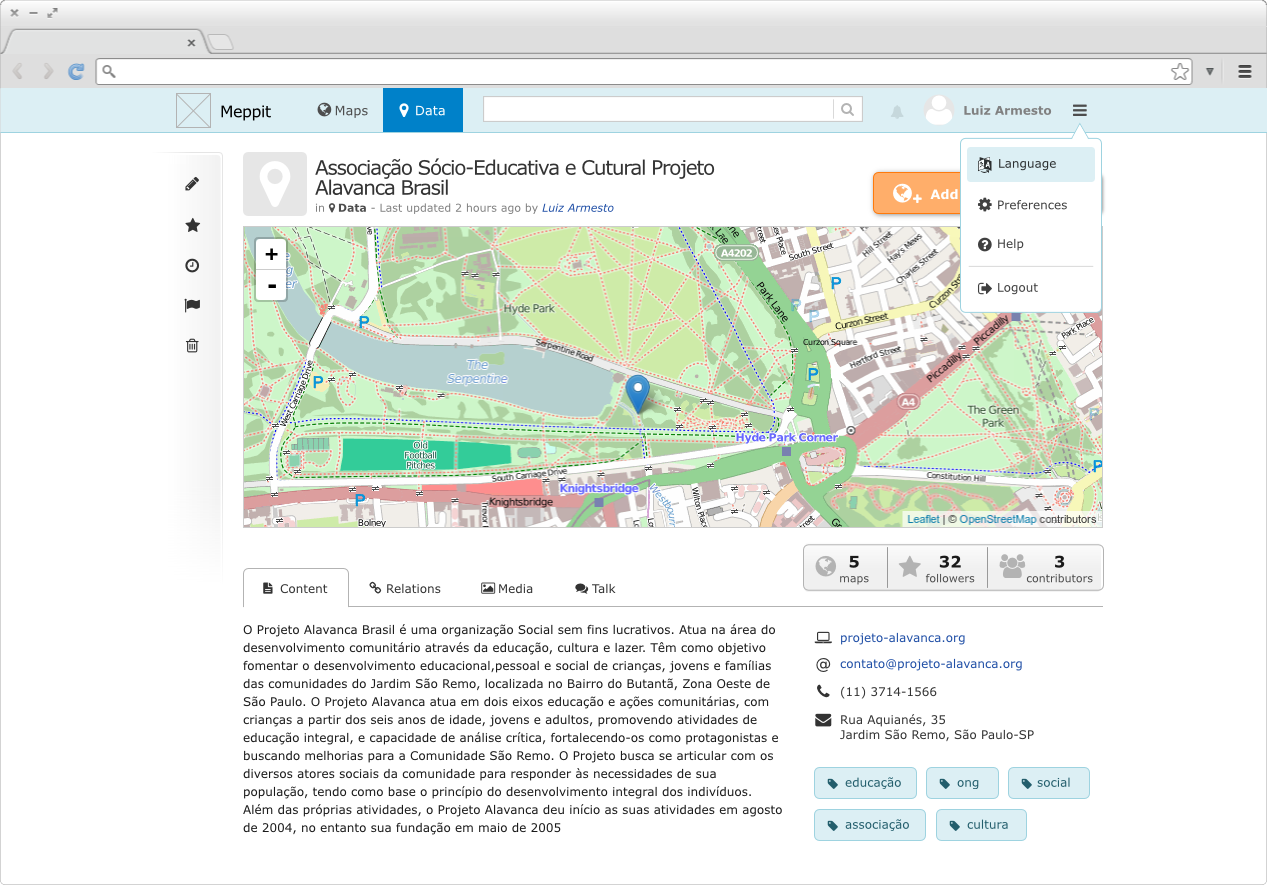 Meppit
Maps
Data
Luiz Armesto
Language
Preferences
Help
Logout
Associação Sócio-Educativa e Cutural Projeto
Alavanca Brasil
in Data - Last updated 2 hours ago by Luiz Armesto
Add
+
-
A4202
Park Lane
South Street
Hill Street
Hay's Mews
Charles Street
Curzon Street
Curzon Square
Hertford Street
Piccadilly
Piccadilly
Park Place
A4
Hyde Park
Serpentine Road
The
Serpentine
West Carriage Drive
P
P
P
P
P
P
The Green
Park
Hyde Park Corner
Old
Football
Pitches
South Carriage Drive
Constitution Hill
Knightsbridge
Knightsbridge
Wilton Place
Bolney
Leaflet | © OpenStreetMap contributors
5
maps
32
followers
3
contributors
Content
Relations
Media
Talk
O Projeto Alavanca Brasil é uma organização Social sem fins lucrativos. Atua na área do
desenvolvimento comunitário através da educação, cultura e lazer. Têm como objetivo
fomentar o desenvolvimento educacional,pessoal e social de crianças, jovens e famílias
das comunidades do Jardim São Remo, localizada no Bairro do Butantã, Zona Oeste de
São Paulo. O Projeto Alavanca atua em dois eixos educação e ações comunitárias, com
crianças a partir dos seis anos de idade, jovens e adultos, promovendo atividades de
educação integral, e capacidade de análise crítica, fortalecendo-os como protagonistas e
buscando melhorias para a Comunidade São Remo. O Projeto busca se articular com os
diversos atores sociais da comunidade para responder às necessidades de sua
população, tendo como base o princípio do desenvolvimento integral dos indivíduos.
Além das próprias atividades, o Projeto Alavanca deu início as suas atividades em agosto
de 2004, no entanto sua fundação em maio de 2005
projeto-alavanca.org
@ contato@projeto-alavanca.org
(11) 3714-1566
Rua Aquianés, 35
Jardim São Remo, São Paulo-SP
educação
ong
social
associação
cultura